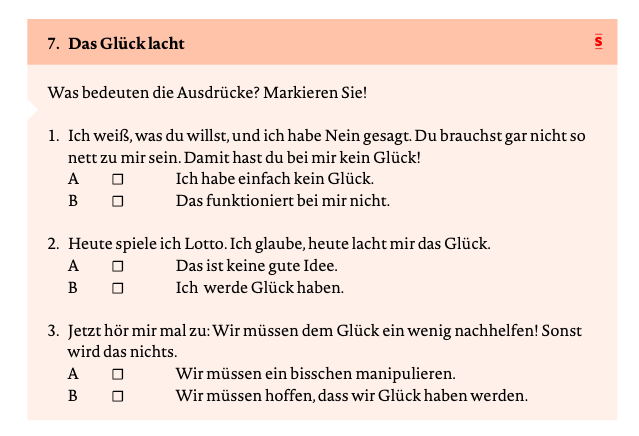 7. Das Glück lacht
s
Was bedeuten die Ausdrücke? Markieren Sie!
1. Ich weiß, was du willst, und ich habe Nein gesagt. Du brauchst gar nicht so
nett zu mir sein. Damit hast du bei mir kein Glück!
A ☐ Ich habe einfach kein Glück.
B ☐ Das funktioniert bei mir nicht.
2. Heute spiele ich Lotto. Ich glaube, heute lacht mir das Glück.
A ☐ Das ist keine gute Idee.
B ☐ Ich werde Glück haben.
3. Jetzt hör mir mal zu: Wir müssen dem Glück ein wenig nachhelfen! Sonst
wird das nichts.
A ☐ Wir müssen ein bisschen manipulieren.
B ☐ Wir müssen hoffen, dass wir Glück haben werden.